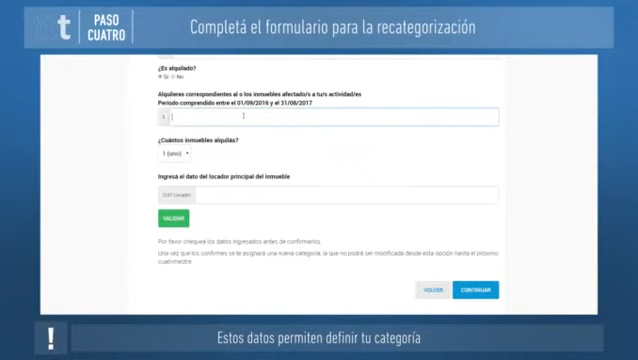 t PASO CUATRO
Completá el formulario para la recategorización
¿Es alquilado?
Si No
Alquileres correspondientes al o los inmuebles afectado/s a tu/s actividad/es
Período comprendido entre el 01/09/2016 y el 31/08/2017
$
¿Cuántos inmuebles alquilás?
1 (uno)
Ingresá el dato del locador principal del inmueble
CUIT Locador
VALIDAR
Por favor chequeá los datos ingresados antes de confirmarlos.
Una vez que los confirmes se te asignará una nueva categoría, la que no podrá ser modificada desde esta opción hasta el próximo
cuatrimestre
VOLVER CONTINUAR
! Estos datos permiten definir tu categoría